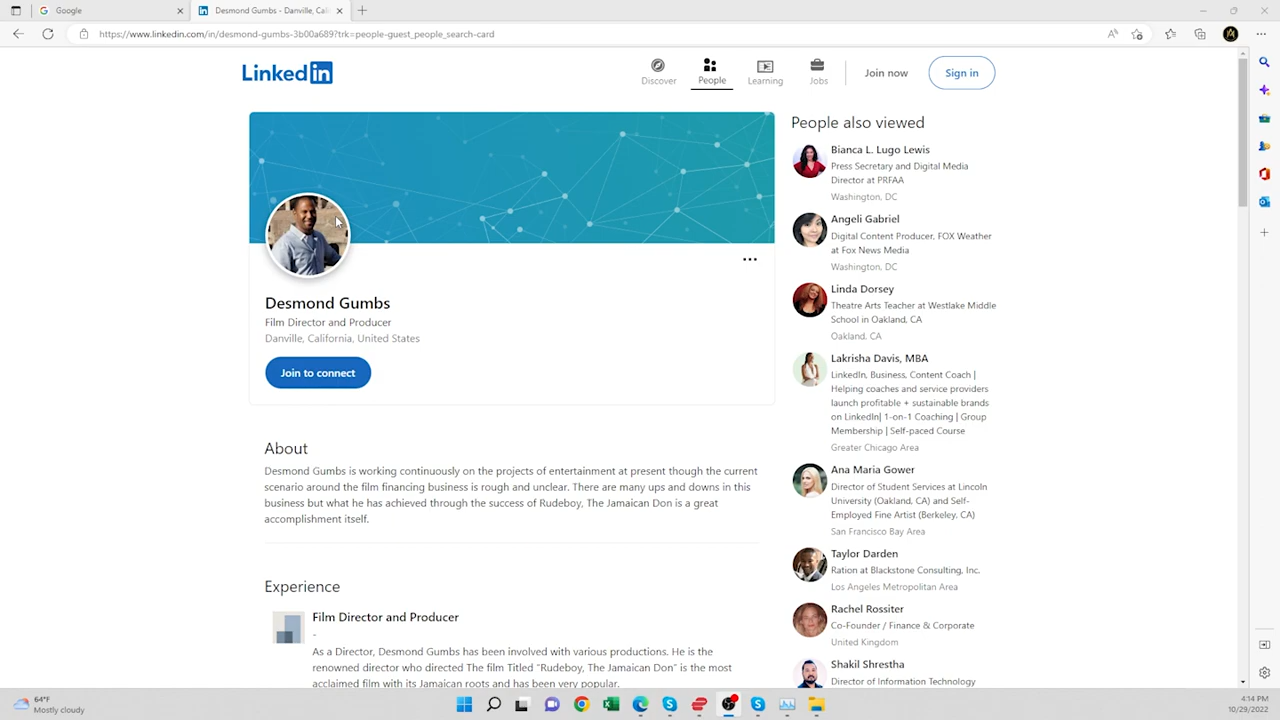 Google
Desmond Gumbs - Danville, Cal
https://www.linkedin.com/in/desmond-gumbs-3b00a689?trk=people-guest_people_search-card
Linked in
Discover
People
Learning
Jobs
Join now
Sign in
Desmond Gumbs
Film Director and Producer
Danville, California, United States
Join to connect
About
Desmond Gumbs is working continuously on the projects of entertainment at present though the current
scenario around the film financing business is rough and unclear. There are many ups and downs in this
business but what he has achieved through the success of Rudeboy, The Jamaican Don is a great
accomplishment itself.
Experience
Film Director and Producer
-
As a Director, Desmond Gumbs has been involved with various productions. He is the
renowned director who directed The film Titled "Rudeboy, The Jamaican Don" is the most
acclaimed film with its Jamaican roots and has been very popular.
People also viewed
Bianca L. Lugo Lewis
Press Secretary and Digital Media
Director at PRFAA
Washington, DC
Angeli Gabriel
Digital Content Producer, FOX Weather
at Fox News Media
Washington, DC
Linda Dorsey
Theatre Arts Teacher at Westlake Middle
School in Oakland, CA
Oakland, CA
Lakrisha Davis, MBA
LinkedIn, Business, Content Coach |
Helping coaches and service providers
launch profitable + sustainable brands
on LinkedIn| 1-on-1 Coaching | Group
Membership | Self-paced Course
Greater Chicago Area
Ana Maria Gower
Director of Student Services at Lincoln
University (Oakland, CA) and Self-
Employed Fine Artist (Berkeley, CA)
San Francisco Bay Area
Taylor Darden
Ration at Blackstone Consulting, Inc.
Los Angeles Metropolitan Area
Rachel Rossiter
Co-Founder / Finance & Corporate
United Kingdom
Shakil Shrestha
Director of Information Technology
64°F
Mostly cloudy
4:14 PM
10/29/2022